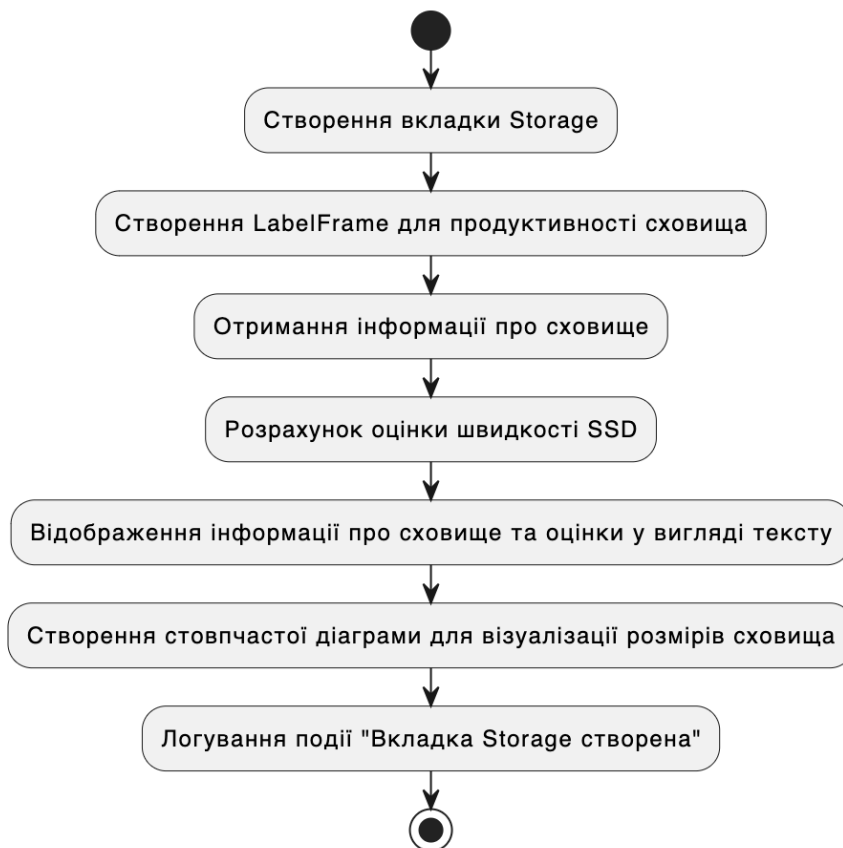 Створення вкладки Storage
Створення LabelFrame для продуктивності сховища
Отримання інформації про сховище
Розрахунок оцінки швидкості SSD
Відображення інформації про сховище та оцінки у вигляді тексту
Створення стовпчастої діаграми для візуалізації розмірів сховища
Логування події "Вкладка Storage створена"